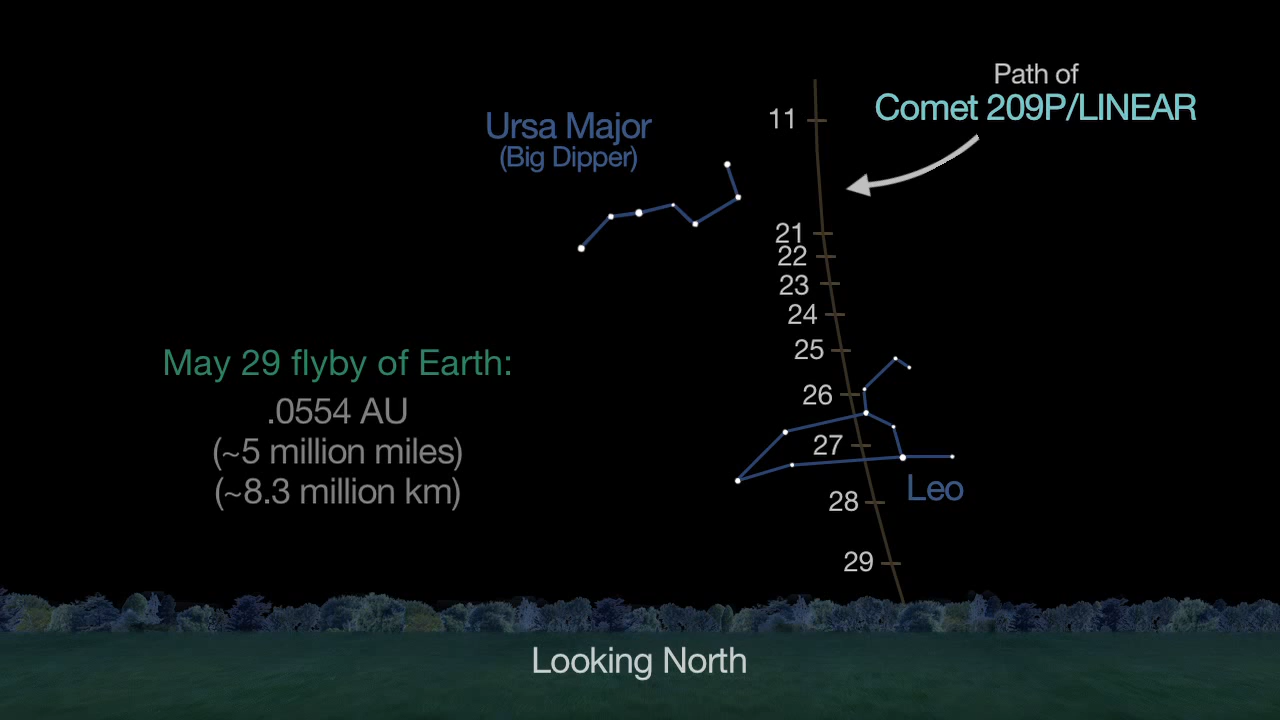 Path of
Comet 209P/LINEAR
Ursa Major
(Big Dipper)
11
21
22
23
24
25
26
27
28
29
Leo
May 29 flyby of Earth:
.0554 AU
(~5 million miles)
(~8.3 million km)
Looking North